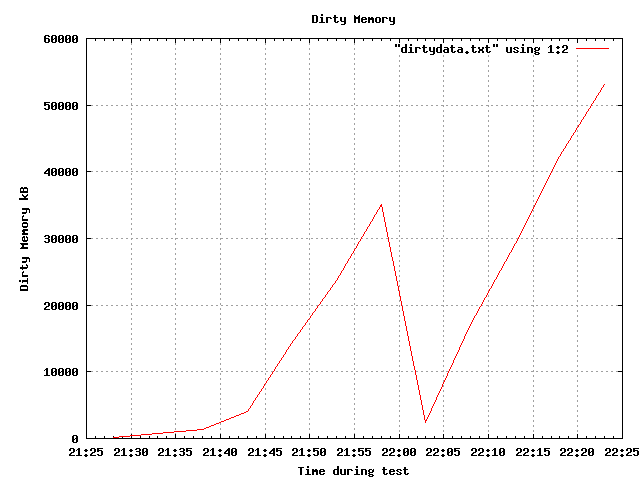 Dirty Memory
60000
"dirtydata.txt" using 1:2
50000
40000
Dirty Memory kB
30000
20000
10000
0
21:25 21:30 21:35 21:40 21:45 21:50 21:55 22:00 22:05 22:10 22:15 22:20 22:25
Time during test